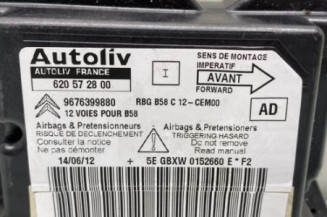 Autoliv
AUTOLIV FRANCE
620 57 28 00
SENS DE MONTAGE
IMPERATIF
I
AVANT
FORWARD
9676399880
RBG B58 C 12-CEM00
12 VOIES POUR B58
AD
Airbags & Pretensionneurs
RISQUE DE DECLENCHEMENT
Consulter la notice
Ne pas démonter
Airbags & Pretensioners
TRIGGERING HAZARD
Do not remove
Read manual
14/06/12 + 5E GBXW 0152660 E * F2